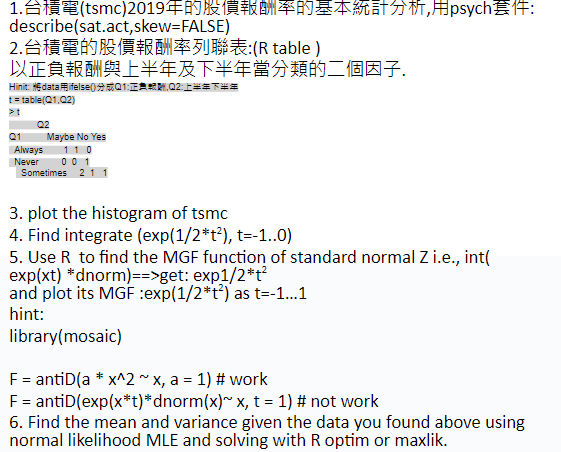 1.台積電(tsmc)2019年的股價報酬率的基本統計分析,用psych套件:
describe(sat.act,skew=FALSE)
2.台積電的股價報酬率列聯表:(R table )
以正負報酬與上半年及下半年當分類的二個因子.
Hinit: 將data用ifelse()分成Q1:正負報酬,Q2:上半年下半年
t = table(Q1,Q2)
> t
Q2
Q1 Maybe No Yes
Always 1 1 0
Never 0 0 1
Sometimes 2 1 1
3. plot the histogram of tsmc
4. Find integrate (exp(1/2*t²), t=-1..0)
5. Use R to find the MGF function of standard normal Z i.e., int(
exp(xt) *dnorm)==>get: exp1/2*t²
and plot its MGF :exp(1/2*t²) as t=-1...1
hint:
library(mosaic)
F = antiD(a * x^2 ~ x, a = 1) # work
F = antiD(exp(x*t)*dnorm(x)~ x, t = 1) # not work
6. Find the mean and variance given the data you found above using
normal likelihood MLE and solving with R optim or maxlik.